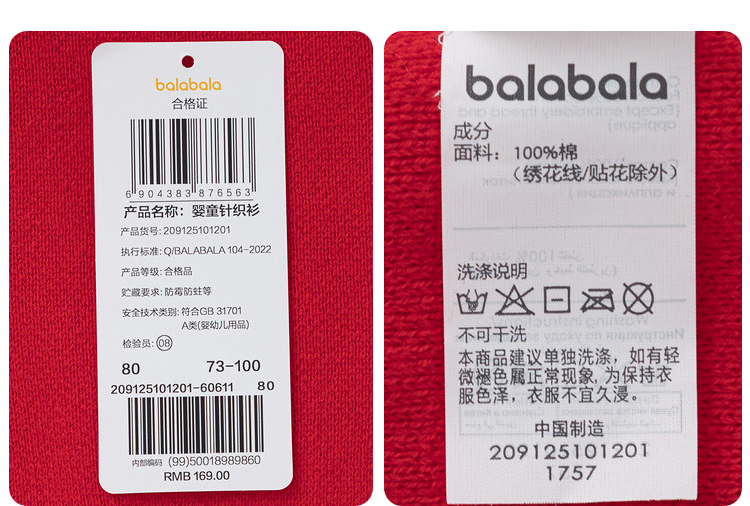 balabala
合格证
6 904383 876563
产品名称: 婴童针织衫
产品货号: 209125101201
执行标准: Q/BALABALA 104-2022
产品等级: 合格品
贮藏要求: 防霉防蛀等
安全技术类别: 符合GB 31701
A类(婴幼儿用品)
检验员: 08
80 73-100
209125101201-60611 80
内部编码 (99)50018989860
RMB 169.00
balabala
成分
面料: 100%棉
(绣花线/贴花除外)
洗涤说明
不可干洗
本商品建议单独洗涤, 如有轻
微褪色属正常现象, 为保持衣
服色泽, 衣服不宜久浸。
中国制造
209125101201
1757